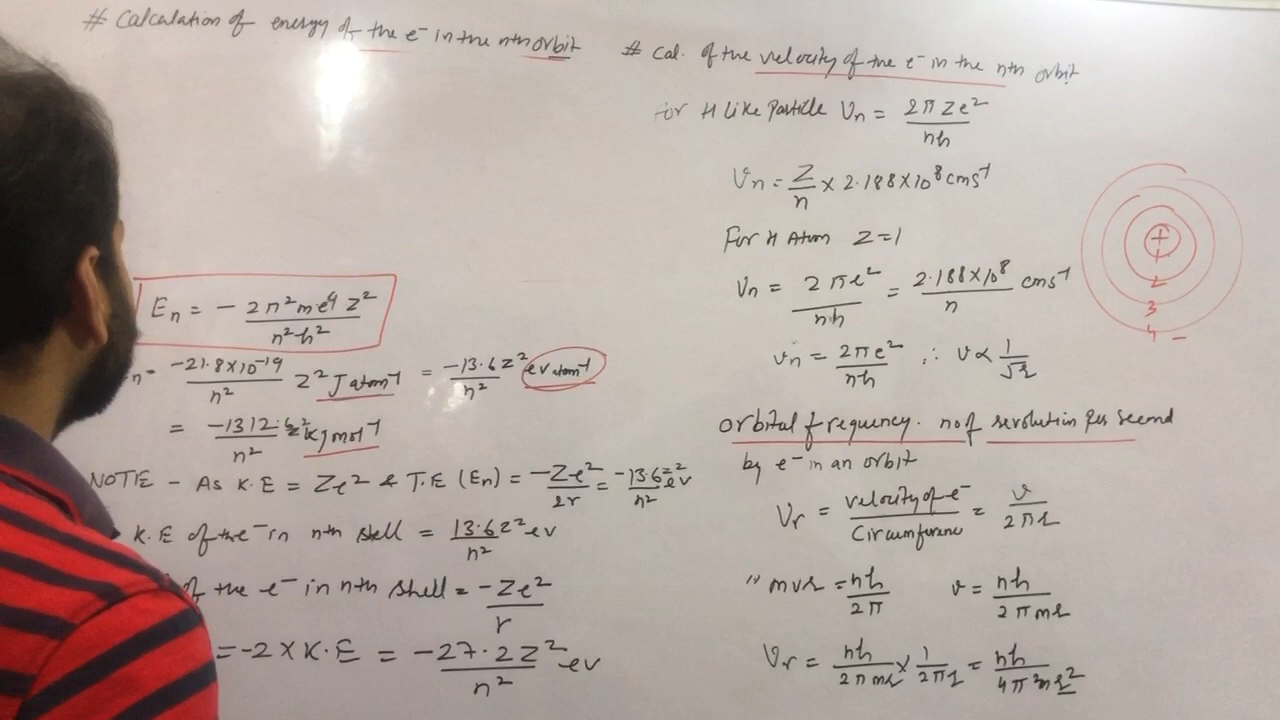 # Calculation of energy of the e⁻ in the nth orbit
Eₙ = - 2π²me⁴z² / n²h²
n= -21.8×10⁻¹⁹ / n² Z² J atom⁻¹ = -13.6z² / n² ev atom⁻¹
= -1312 · z² / n² kj mol⁻¹
NOTE - As K.E = Ze² & T.E (Eₙ) = -Ze² / 2r = -13.6z² / n² ev
K.E of the e⁻ in nth shell = 13.6z² / n² ev
of the e⁻ in nth shell = -Ze² / r
= -2 X K.E = -27.2Z² / n² ev
# Cal. of the velocity of the e⁻ in the nth orbit
For H Like Particle Vₙ = 2πZe² / nh
Vₙ = Z / n × 2.188×10⁸ cms⁻¹
For H Atom Z=1
Vₙ = 2πe² / nh = 2.188×10⁸ / n cms⁻¹
vₙ = 2πe² / nh ∴ v ∝ 1 / √r
+
1
2
3
4 -
orbital frequency. no of revolution per second
by e⁻ in an orbit
Vr = velocity of e⁻ / Circumference = v / 2πr
" mvr = nh / 2π v = nh / 2πmr
Vr = nh / 2πmr × 1 / 2πr = nh / 4π²mr²